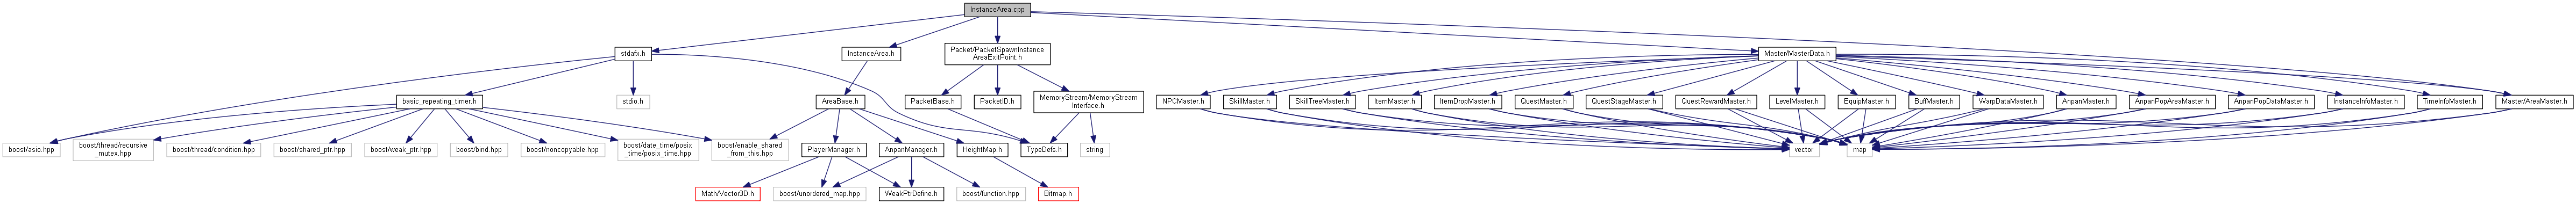 InstanceArea.cpp
stdafx.h
InstanceArea.h
Packet/PacketSpawnInstance
AreaExitPoint.h
Master/MasterData.h
basic_repeating_timer.h
stdio.h
AreaBase.h
PacketBase.h
PacketID.h
MemoryStream/MemoryStream
Interface.h
NPCMaster.h
SkillMaster.h
SkillTreeMaster.h
ItemMaster.h
ItemDropMaster.h
QuestMaster.h
QuestStageMaster.h
QuestRewardMaster.h
LevelMaster.h
EquipMaster.h
BuffMaster.h
WarpDataMaster.h
AnpanMaster.h
AnpanPopAreaMaster.h
AnpanPopDataMaster.h
InstanceInfoMaster.h
TimeInfoMaster.h
Master/AreaMaster.h
boost/asio.hpp
boost/thread/recursive
_mutex.hpp
boost/thread/condition.hpp
boost/shared_ptr.hpp
boost/weak_ptr.hpp
boost/bind.hpp
boost/noncopyable.hpp
boost/date_time/posix
_time/posix_time.hpp
boost/enable_shared
_from_this.hpp
PlayerManager.h
AnpanManager.h
HeightMap.h
TypeDefs.h
string
vector
map
Math/Vector3D.h
boost/unordered_map.hpp
WeakPtrDefine.h
boost/function.hpp
Bitmap.h